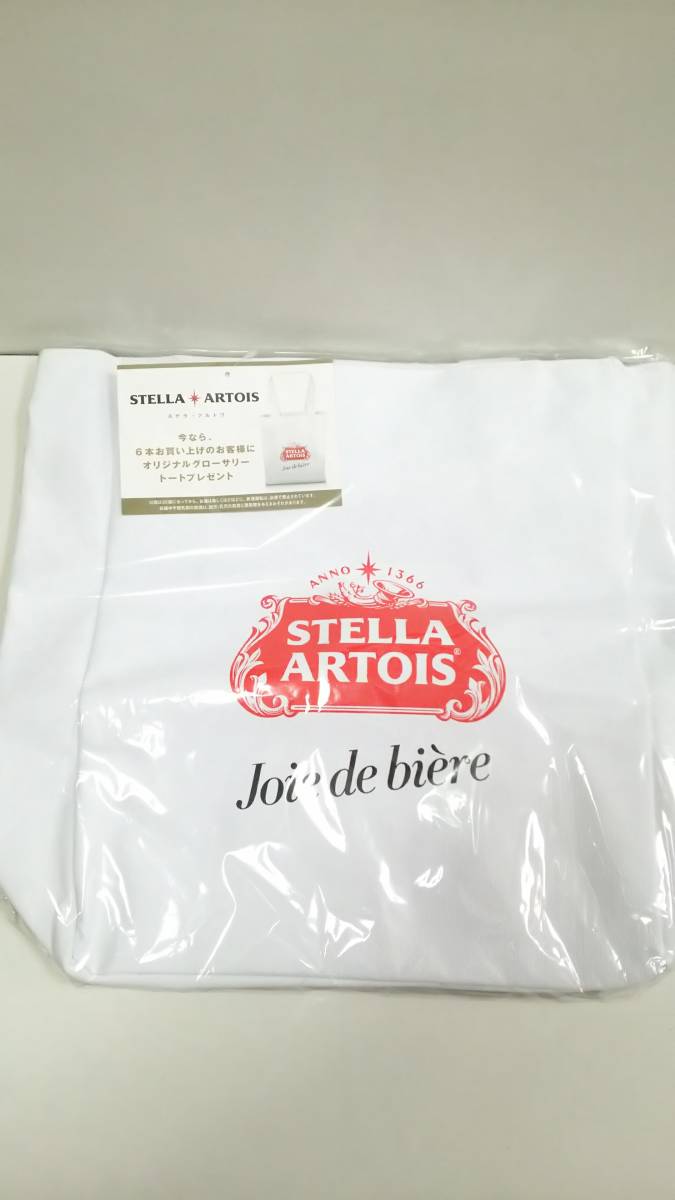 STELLA ARTOIS
ステラ・アルトワ
今なら、
6本お買い上げのお客様に
オリジナルグローサリー
トートプレゼント
STELLA
ARTOIS
Joie de bière
ANNO 1366
STELLA
ARTOIS®
Joie de bière